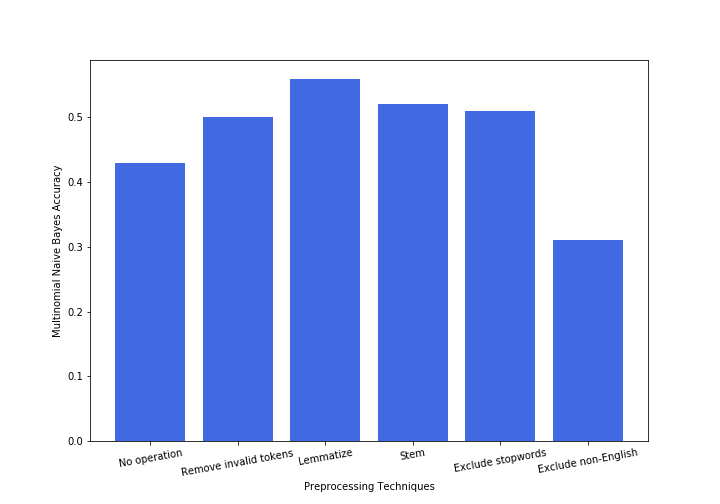 Multinomial Naive Bayes Accuracy
0.5
0.4
0.3
0.2
0.1
0.0
No operation
Remove invalid tokens
Lemmatize
Stem
Exclude stopwords
Exclude non-English
Preprocessing Techniques